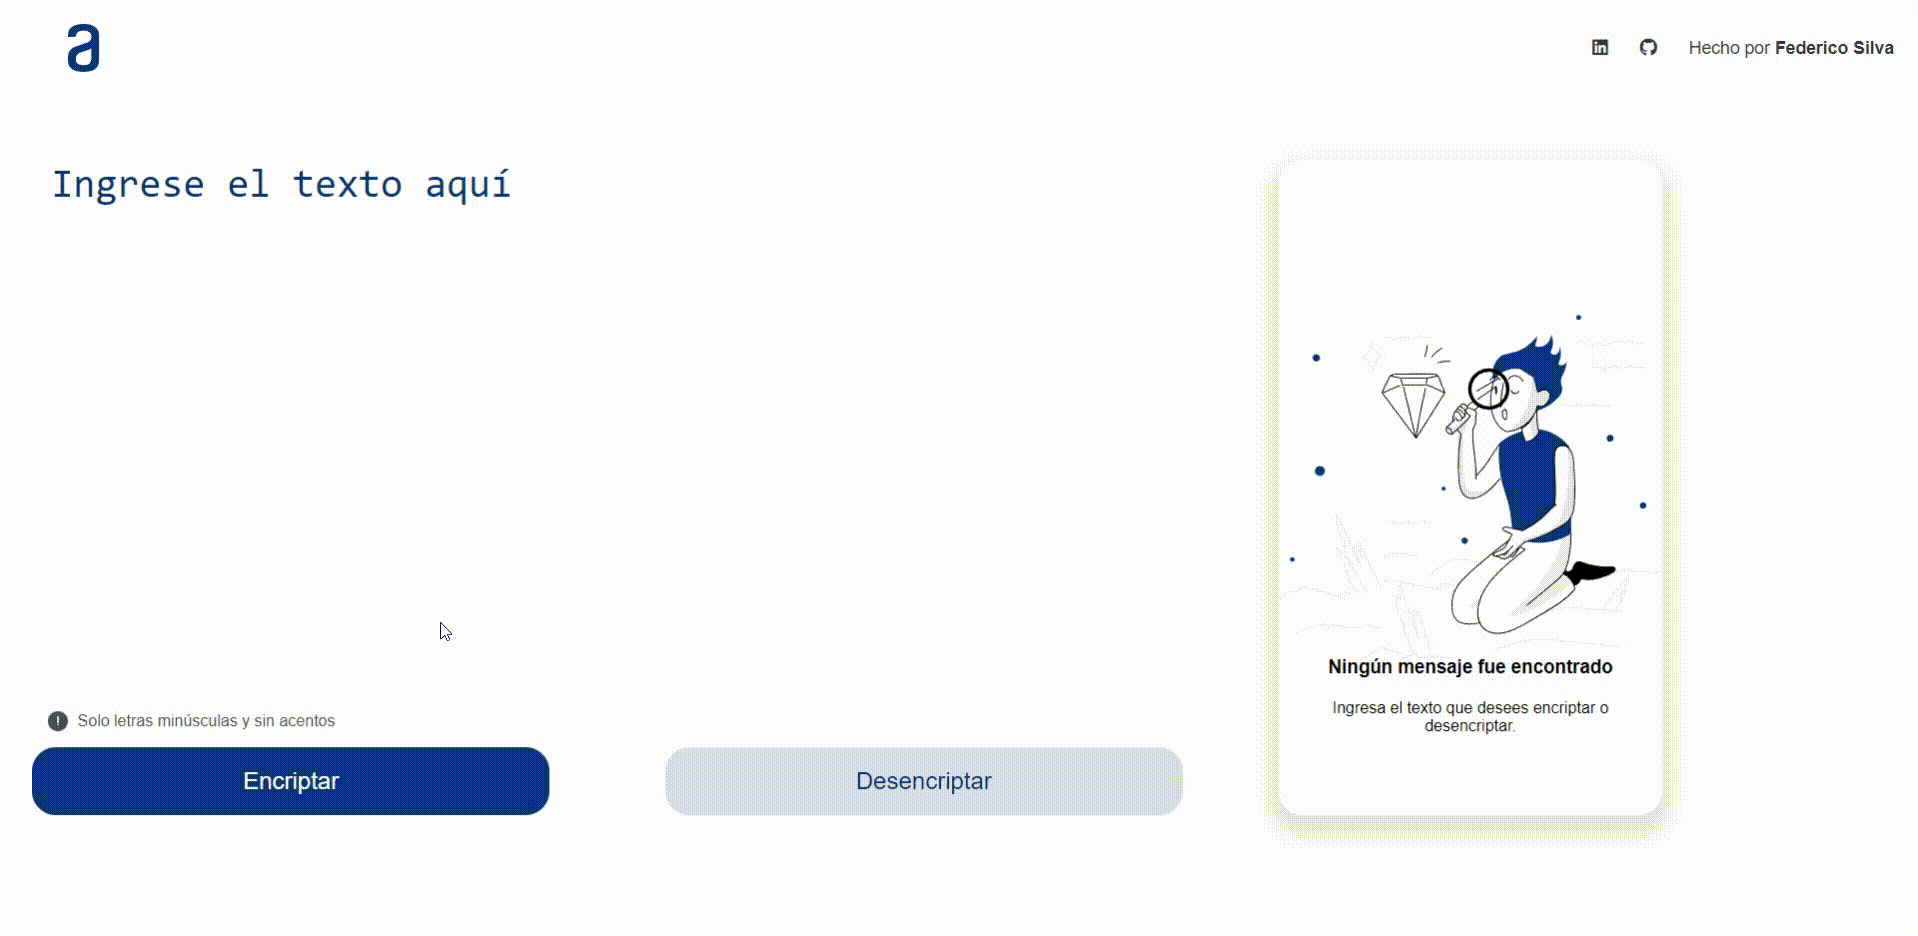 a
Hecho por Federico Silva
Ingrese el texto aquí
Solo letras minúsculas y sin acentos
Encriptar
Desencriptar
Ningún mensaje fue encontrado
Ingresa el texto que desees encriptar o
desencriptar.